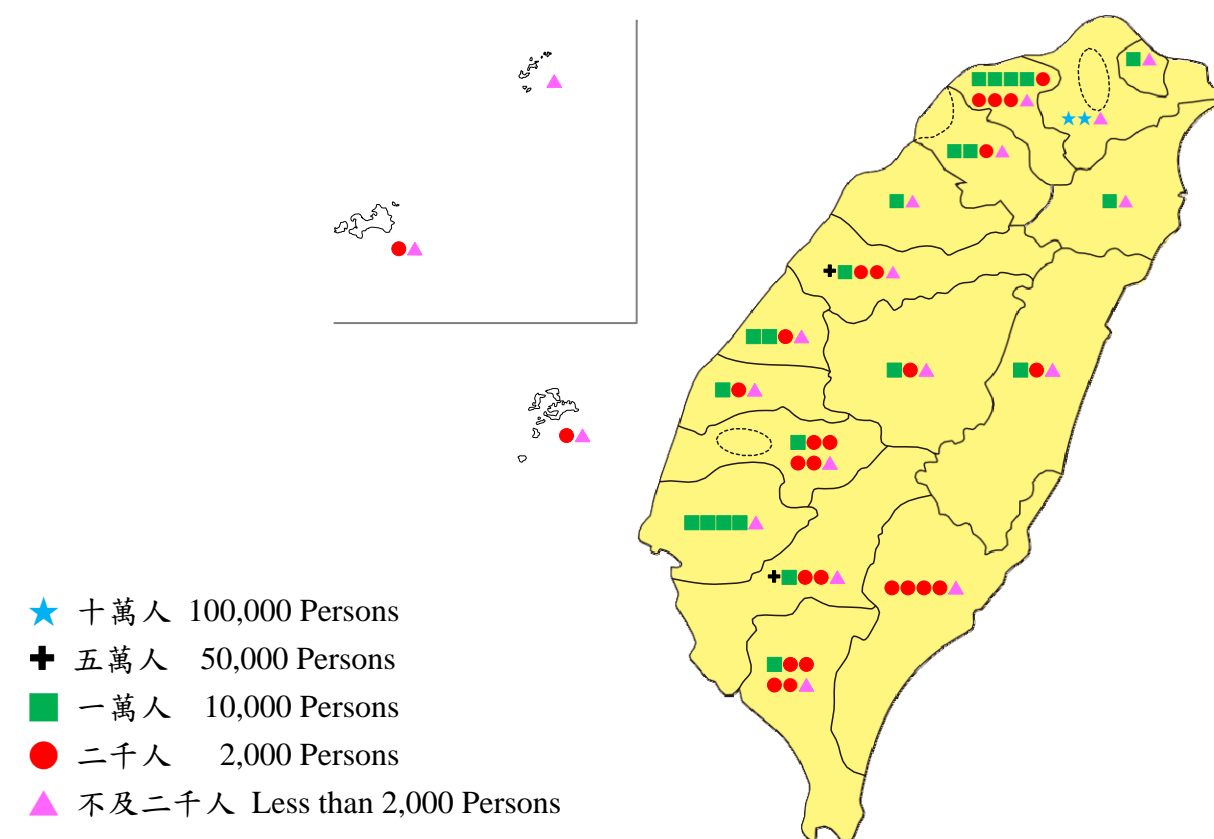 十萬人 100,000 Persons
五萬人 50,000 Persons
一萬人 10,000 Persons
二千人 2,000 Persons
不及二千人 Less than 2,000 Persons